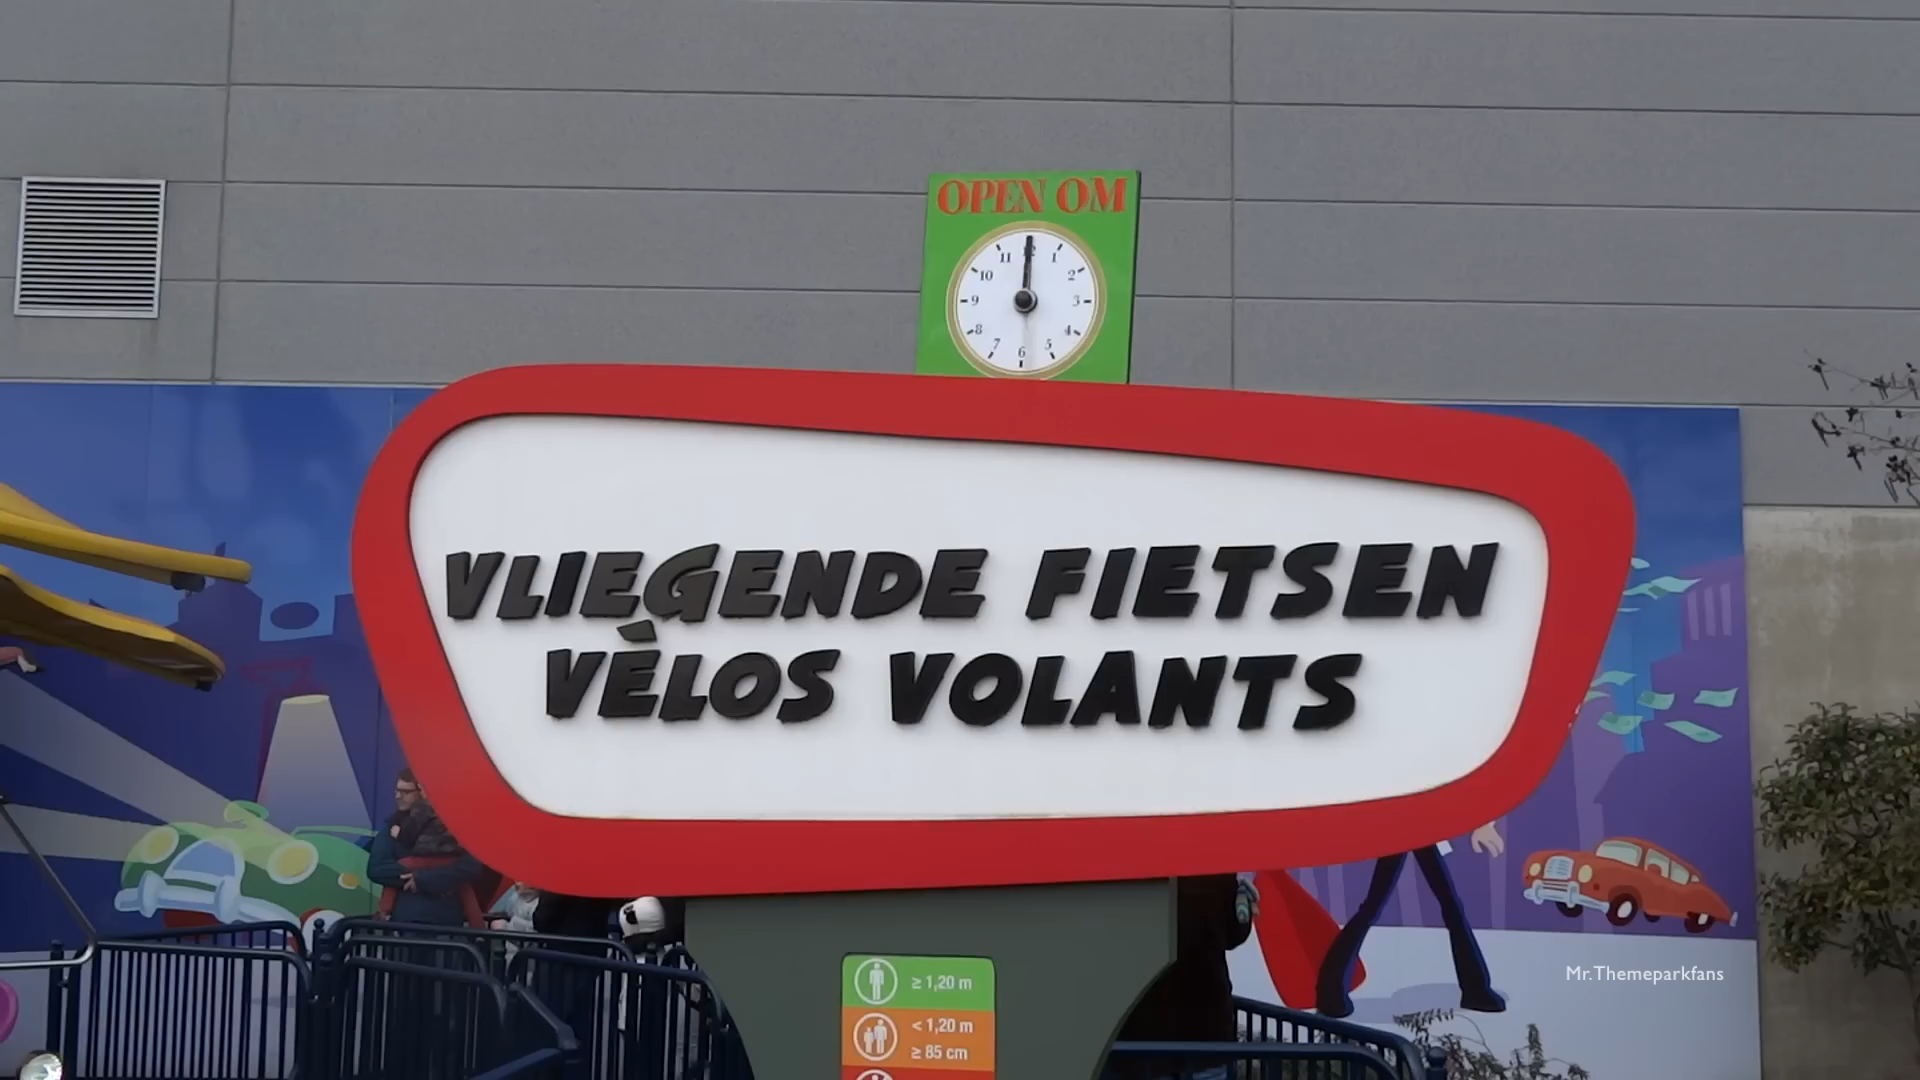 OPEN OM
11 1
10 2
9 3
8 4
7 6 5
VLIEGENDE FIETSEN
VÈLOS VOLANTS
≥ 1,20 m
< 1,20 m
≥ 85 cm
Mr.Themeparkfans